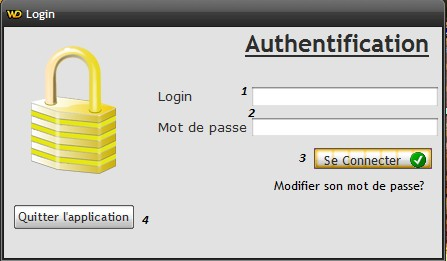 WD Login
Authentification
Login 1
2
Mot de passe
3 Se Connecter
Modifier son mot de passe?
Quitter l'application 4